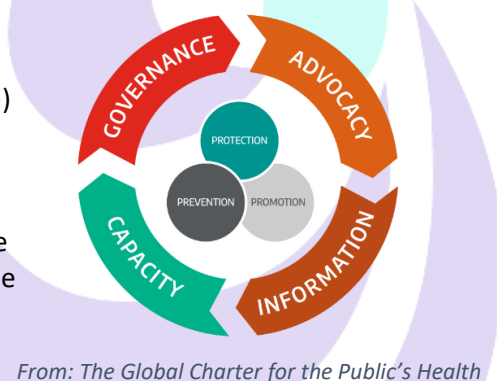 )
GOVERNANCE
ADVOCACY
PROTECTION
PREVENTION
PROMOTION
e
CAPACITY
e
INFORMATION
From: The Global Charter for the Public's Health